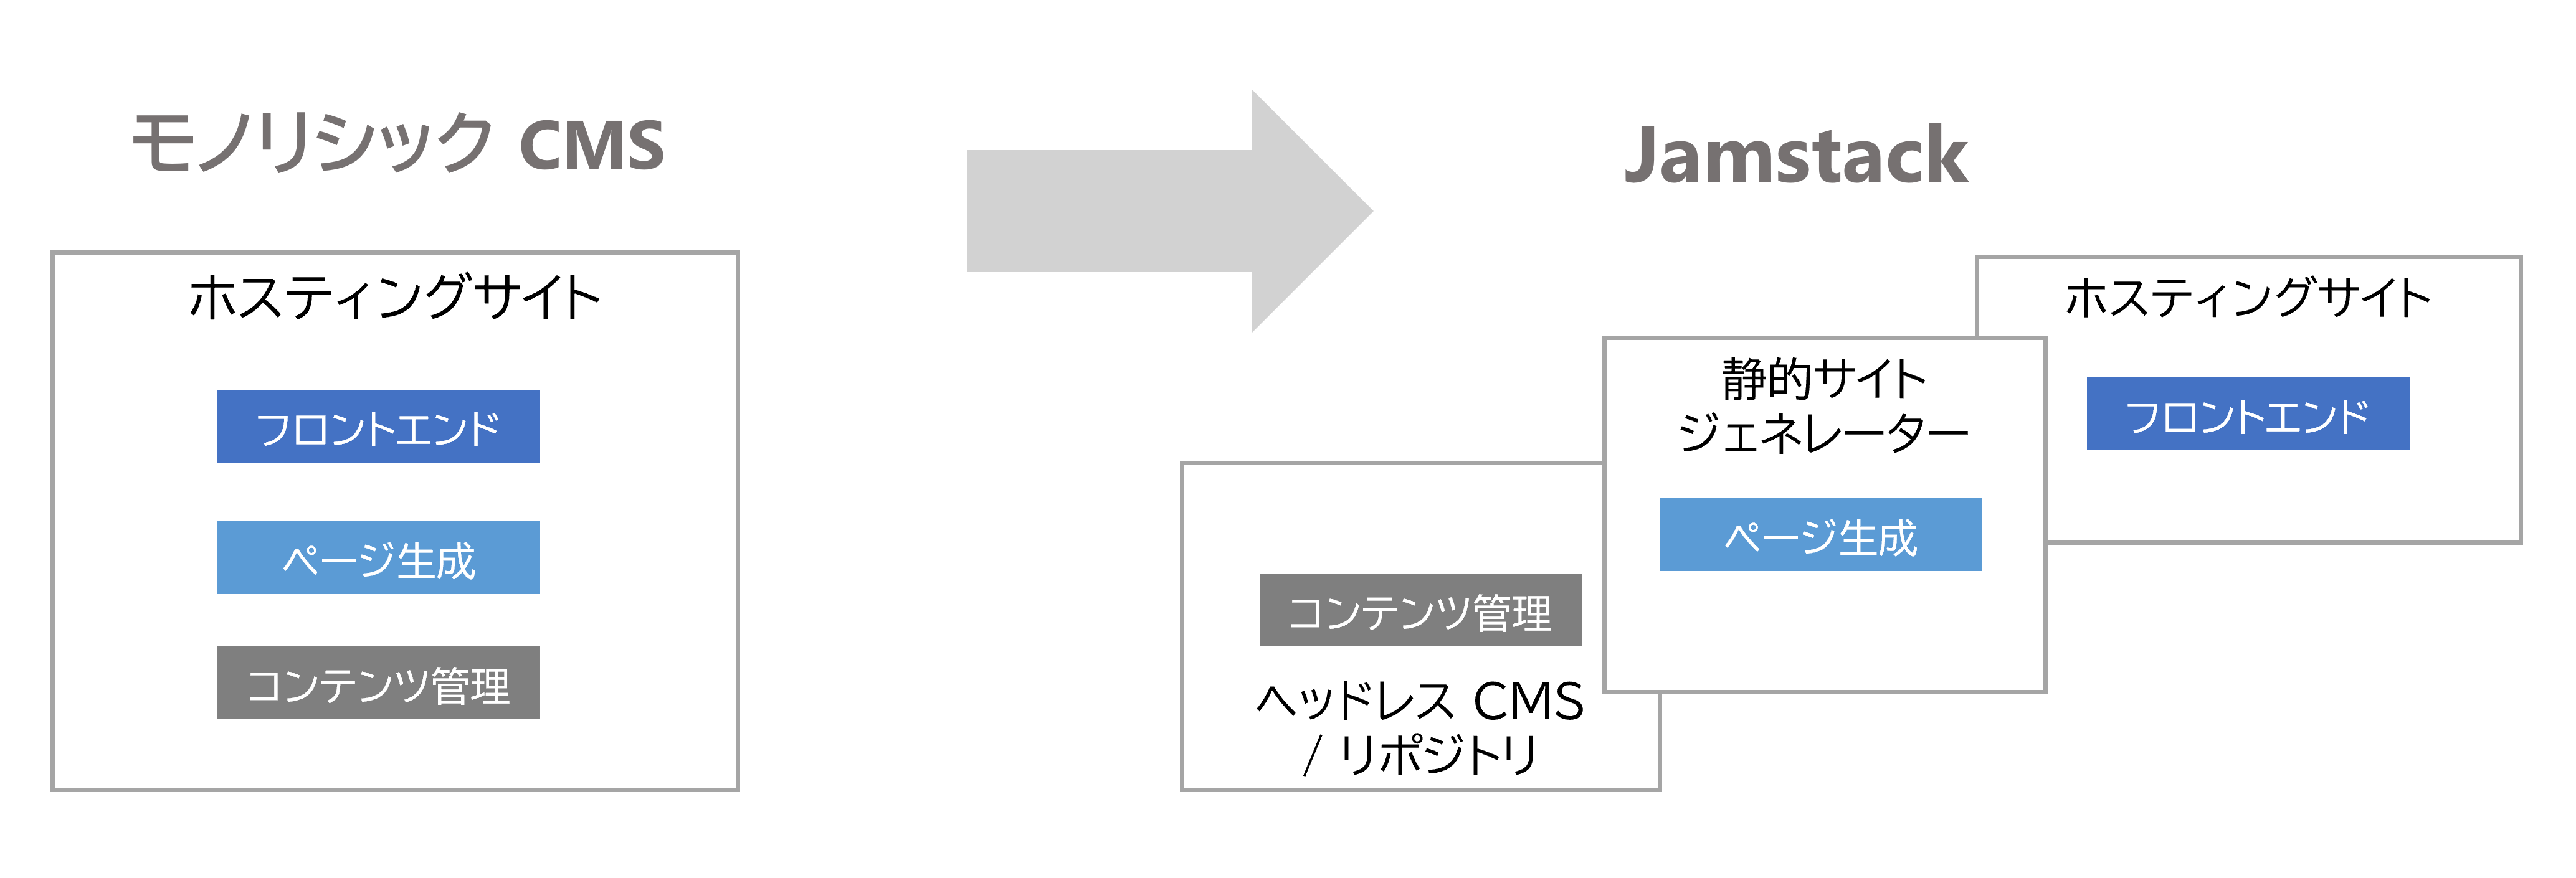 モノリシック CMS
ホスティングサイト
フロントエンド
ページ生成
コンテンツ管理
Jamstack
コンテンツ管理
ヘッドレス CMS
/ リポジトリ
静的サイト
ジェネレーター
ページ生成
ホスティングサイト
フロントエンド